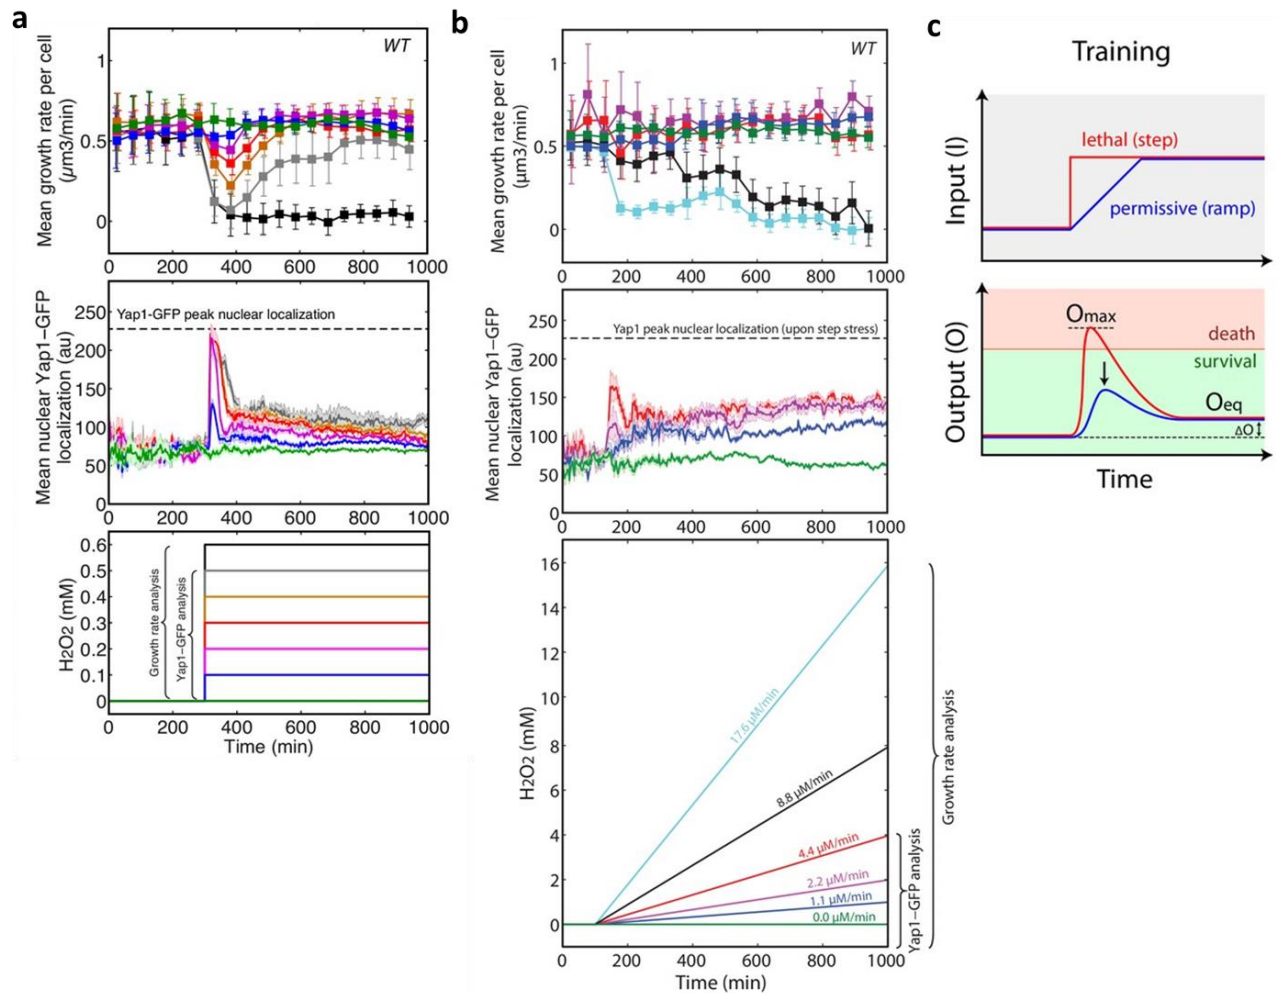 a
WT
Mean growth rate per cell
(µm3/min)
1
0.5
0
0 200 400 600 800 1000
Yap1-GFP peak nuclear localization
Mean nuclear Yap1−GFP
localization (au)
250
200
150
100
50
0
0 200 400 600 800 1000
H2O2 (mM)
0.6
0.5
0.4
0.3
0.2
0.1
0
Growth rate analysis
Yap1−GFP analysis
0 200 400 600 800 1000
Time (min)
b
WT
Mean growth rate per cell
(µm3/min)
1
0.5
0
0 200 400 600 800 1000
Yap1 peak nuclear localization (upon step stress)
Mean nuclear Yap1−GFP
localization (au)
250
200
150
100
50
0
0 200 400 600 800 1000
H2O2 (mM)
16
14
12
10
8
6
4
2
0
17.6 µM/min
8.8 µM/min
4.4 µM/min
2.2 µM/min
1.1 µM/min
0.0 µM/min
Yap1−GFP analysis
Growth rate analysis
0 200 400 600 800 1000
Time (min)
c
Training
Input (I)
lethal (step)
permissive (ramp)
Output (O)
Omax
death
survival
Oeq
ΔO
Time